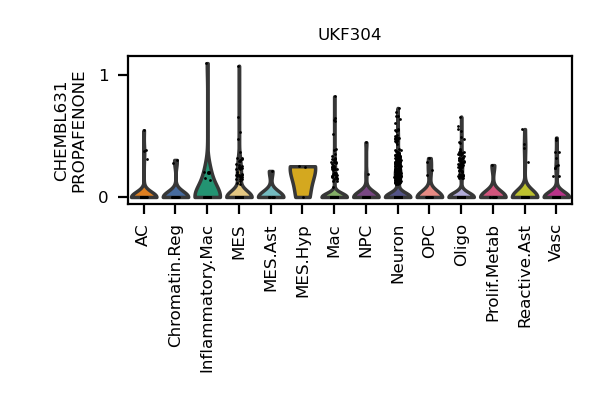 UKF304
CHEMBL631
PROPAFENONE
1
0
AC
Chromatin.Reg
Inflammatory.Mac
MES
MES.Ast
MES.Hyp
Mac
NPC
Neuron
OPC
Oligo
Prolif.Metab
Reactive.Ast
Vasc